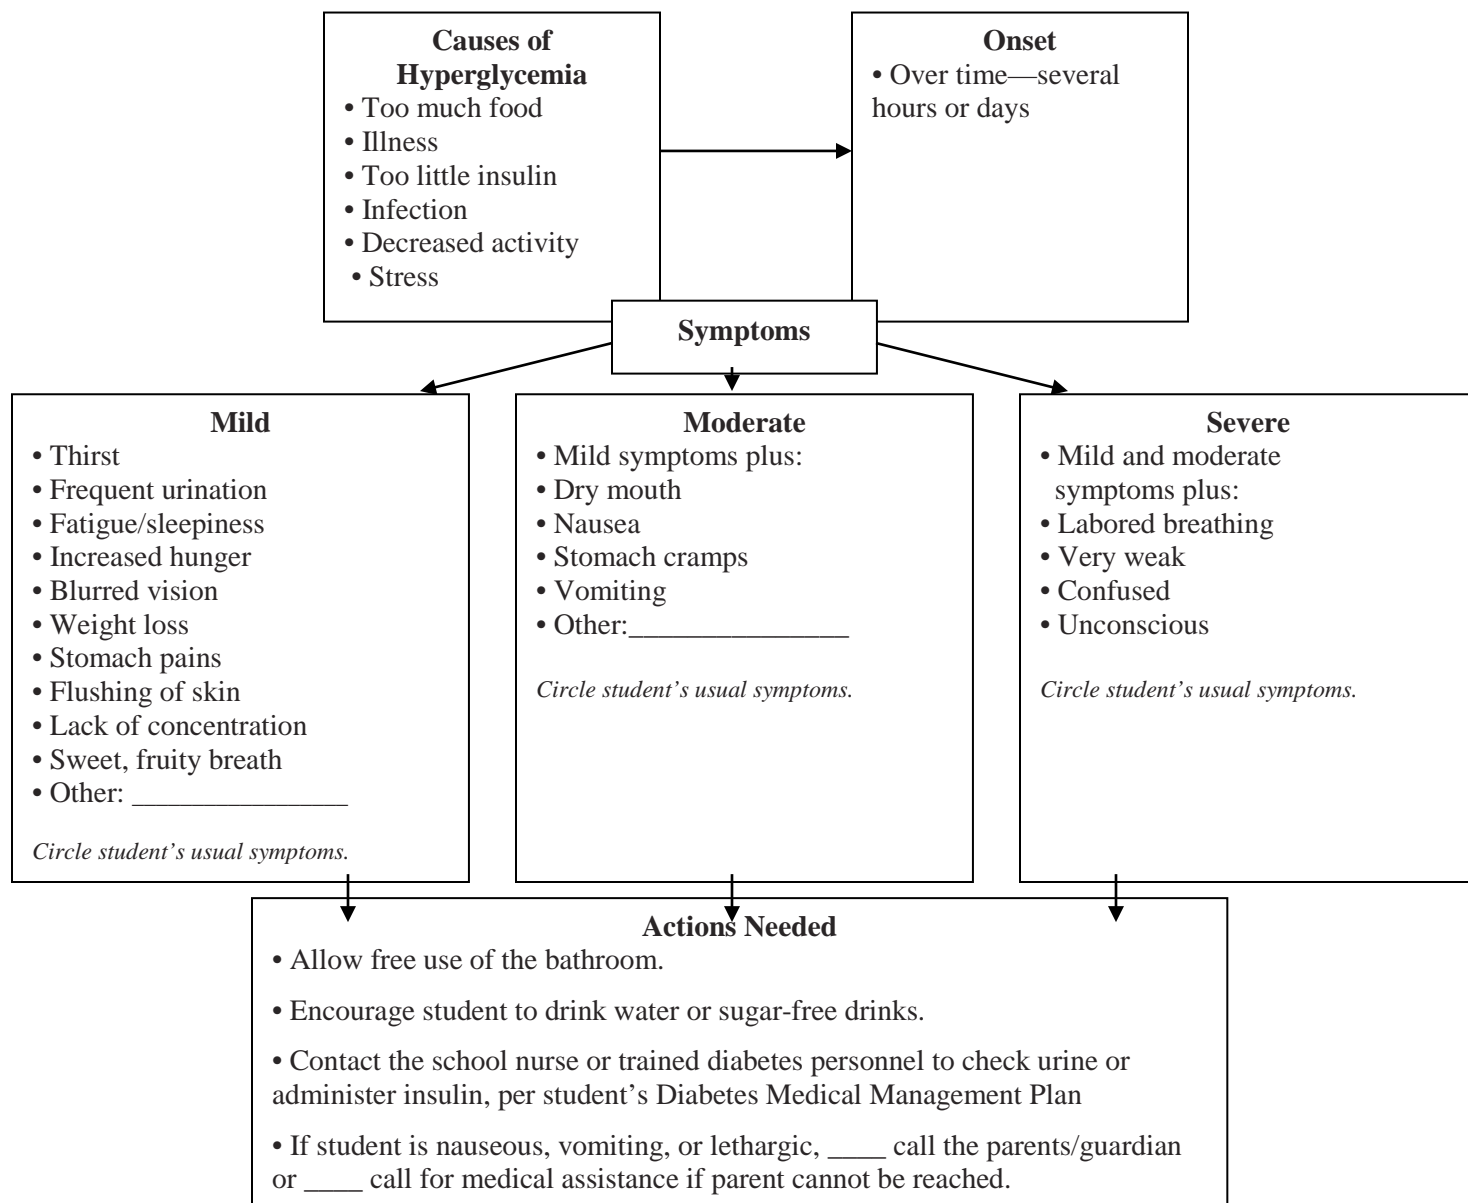 Causes of
Hyperglycemia
• Too much food
• Illness
• Too little insulin
• Infection
• Decreased activity
• Stress
Onset
• Over time—several
hours or days
Symptoms
Mild
• Thirst
• Frequent urination
• Fatigue/sleepiness
• Increased hunger
• Blurred vision
• Weight loss
• Stomach pains
• Flushing of skin
• Lack of concentration
• Sweet, fruity breath
• Other: _______________
Circle student’s usual symptoms.
Moderate
• Mild symptoms plus:
• Dry mouth
• Nausea
• Stomach cramps
• Vomiting
• Other:_______________
Circle student’s usual symptoms.
Severe
• Mild and moderate
symptoms plus:
• Labored breathing
• Very weak
• Confused
• Unconscious
Circle student’s usual symptoms.
Actions Needed
• Allow free use of the bathroom.
• Encourage student to drink water or sugar-free drinks.
• Contact the school nurse or trained diabetes personnel to check urine or
administer insulin, per student’s Diabetes Medical Management Plan
• If student is nauseous, vomiting, or lethargic, ____ call the parents/guardian
or ____ call for medical assistance if parent cannot be reached.